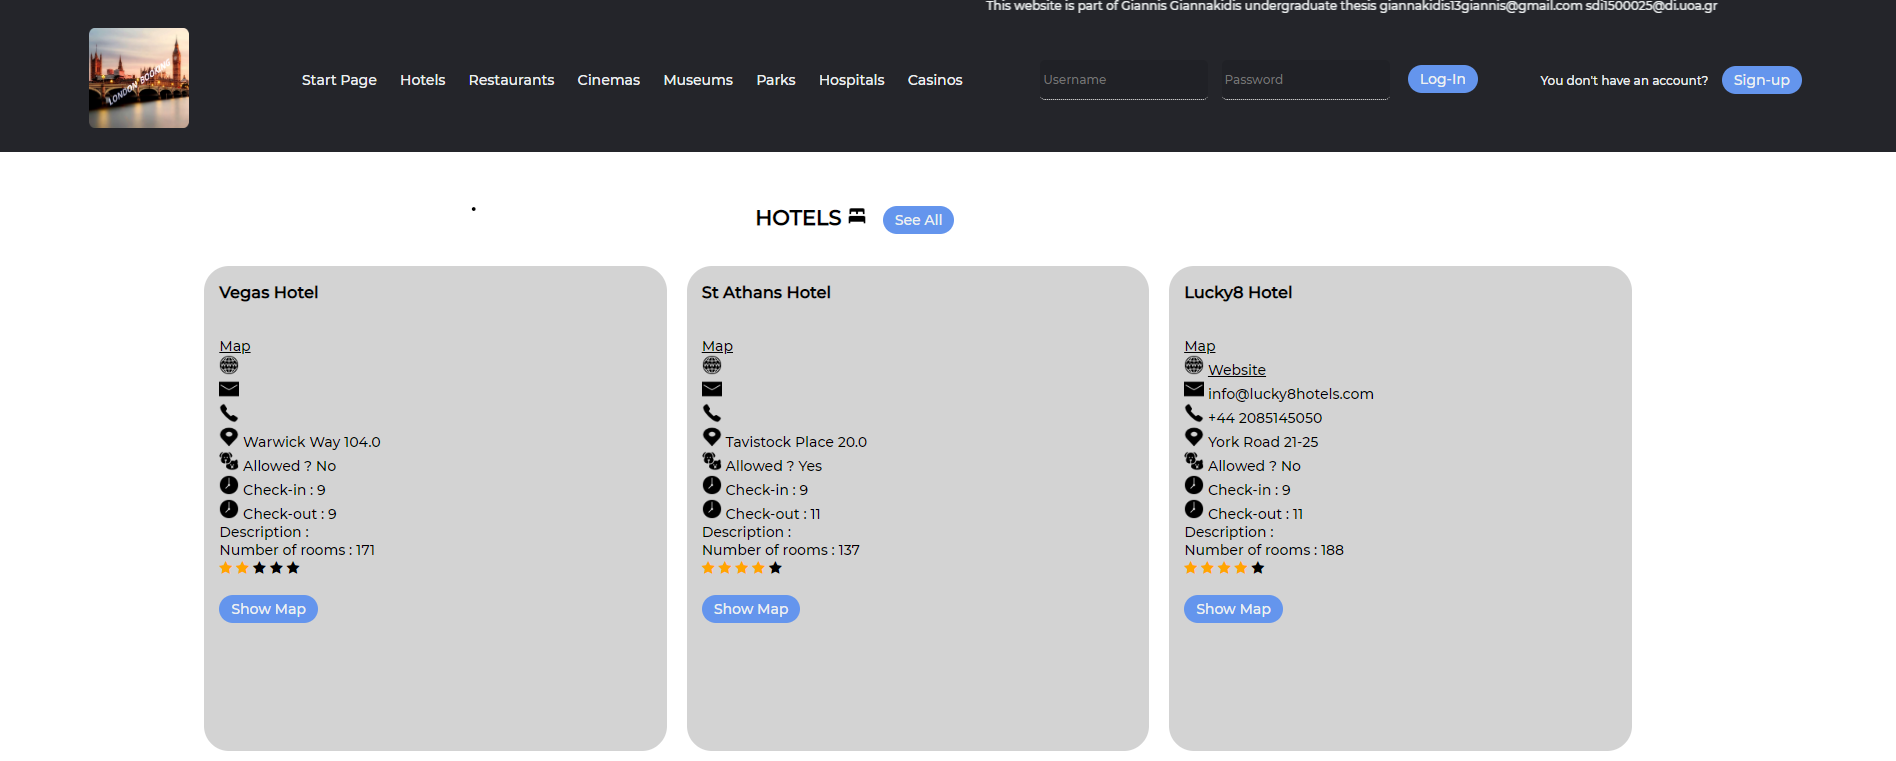 This website is part of Giannis Giannakidis undergraduate thesis giannakidis13giannis@gmail.com sdi1500025@di.uoa.gr
LONDON BOOKING
Start Page Hotels Restaurants Cinemas Museums Parks Hospitals Casinos Username Password Log-In You don't have an account? Sign-up
HOTELS See All
Vegas Hotel
Map
Warwick Way 104.0
Allowed ? No
Check-in : 9
Check-out : 9
Description :
Number of rooms : 171
Show Map
St Athans Hotel
Map
Tavistock Place 20.0
Allowed ? Yes
Check-in : 9
Check-out : 11
Description :
Number of rooms : 137
Show Map
Lucky8 Hotel
Map
Website
info@lucky8hotels.com
+44 2085145050
York Road 21-25
Allowed ? No
Check-in : 9
Check-out : 11
Description :
Number of rooms : 188
Show Map